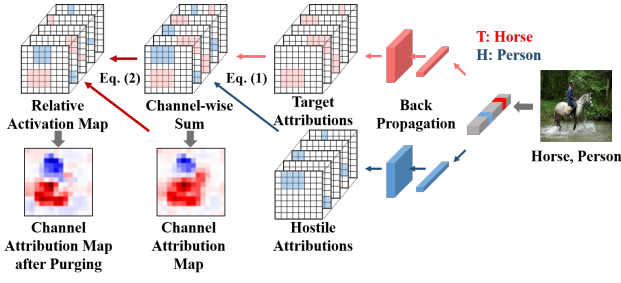 T: Horse
H: Person
Eq. (2)
Eq. (1)
Relative
Activation Map
Channel-wise
Sum
Target
Attributions
Back
Propagation
Horse, Person
Channel
Attribution Map
after Purging
Channel
Attribution
Map
Hostile
Attributions